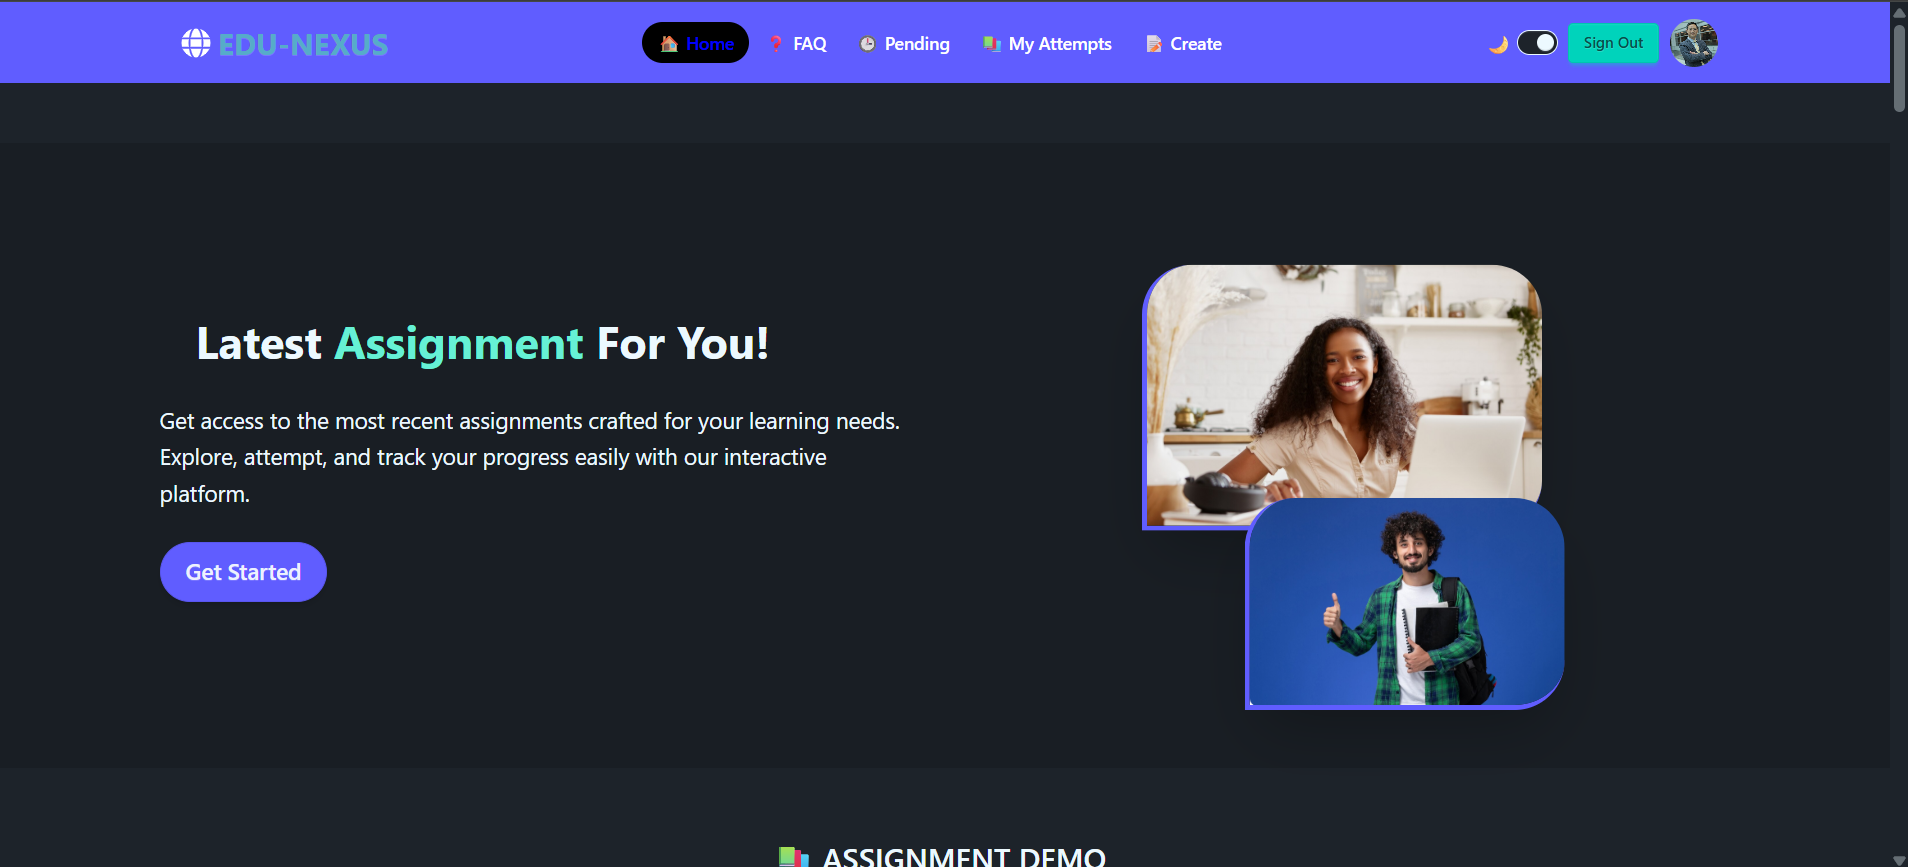 EDU-NEXUS
Home
FAQ
Pending
My Attempts
Create
Sign Out
Latest Assignment For You!
Get access to the most recent assignments crafted for your learning needs.
Explore, attempt, and track your progress easily with our interactive
platform.
Get Started
ASSIGNMENT DEMO